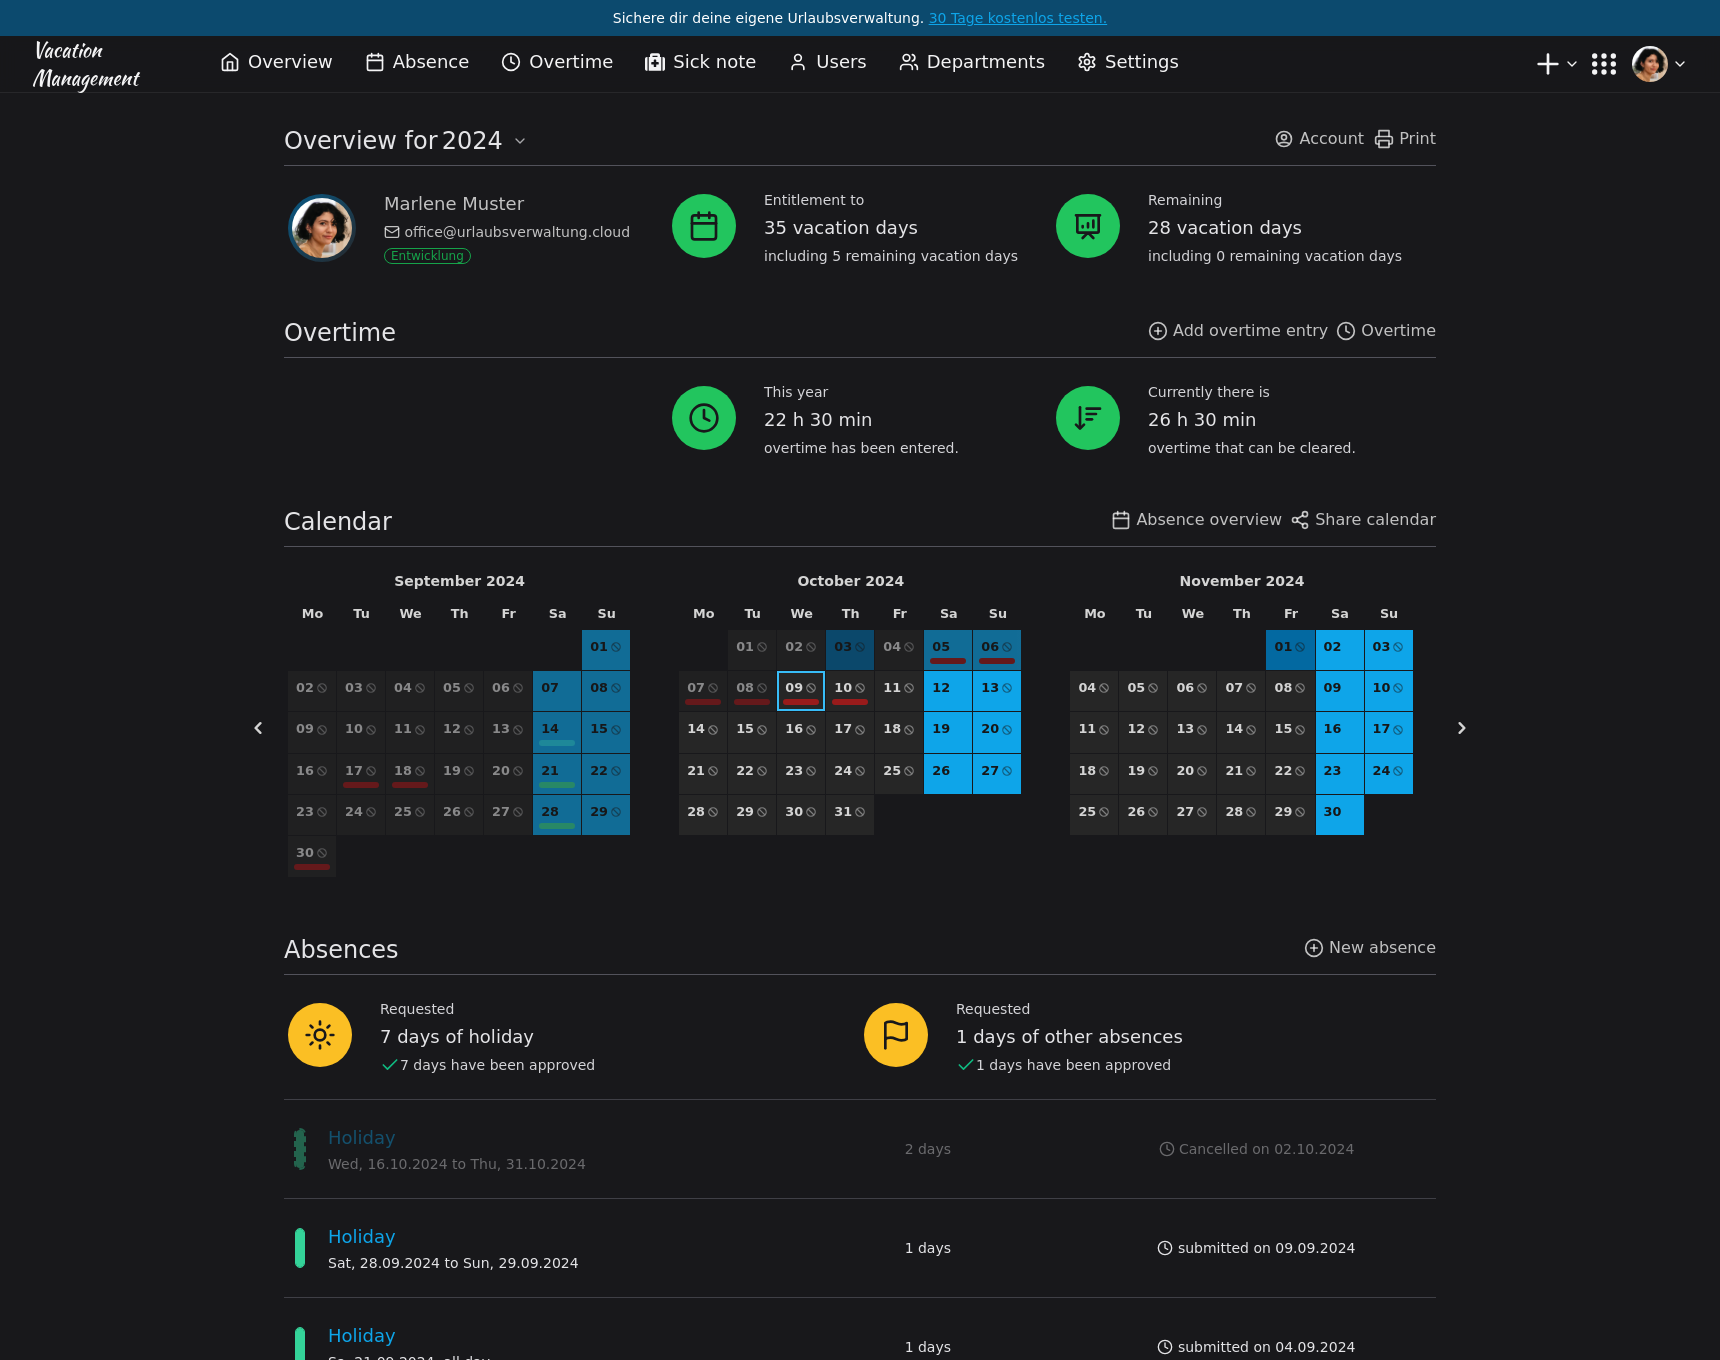 Sichere dir deine eigene Urlaubsverwaltung. 30 Tage kostenlos testen.
Vacation
Management
Overview Absence Overtime Sick note Users Departments Settings
Overview for 2024
Account Print
Marlene Muster
office@urlaubsverwaltung.cloud
Entwicklung
Entitlement to
35 vacation days
including 5 remaining vacation days
Remaining
28 vacation days
including 0 remaining vacation days
Overtime
Add overtime entry Overtime
This year
22 h 30 min
overtime has been entered.
Currently there is
26 h 30 min
overtime that can be cleared.
Calendar
Absence overview Share calendar
September 2024
Mo Tu We Th Fr Sa Su
01
02 03 04 05 06 07 08
09 10 11 12 13 14 15
16 17 18 19 20 21 22
23 24 25 26 27 28 29
30
October 2024
Mo Tu We Th Fr Sa Su
01 02 03 04 05 06
07 08 09 10 11 12 13
14 15 16 17 18 19 20
21 22 23 24 25 26 27
28 29 30 31
November 2024
Mo Tu We Th Fr Sa Su
01 02 03
04 05 06 07 08 09 10
11 12 13 14 15 16 17
18 19 20 21 22 23 24
25 26 27 28 29 30
Absences
New absence
Requested
7 days of holiday
7 days have been approved
Requested
1 days of other absences
1 days have been approved
Holiday
Wed, 16.10.2024 to Thu, 31.10.2024
2 days
Cancelled on 02.10.2024
Holiday
Sat, 28.09.2024 to Sun, 29.09.2024
1 days
submitted on 09.09.2024
Holiday
1 days
submitted on 04.09.2024